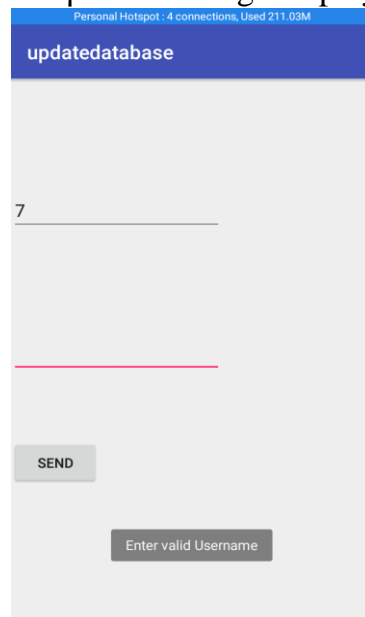 Personal Hotspot : 4 connections, Used 211.03M
updatedatabase
7
SEND
Enter valid Username